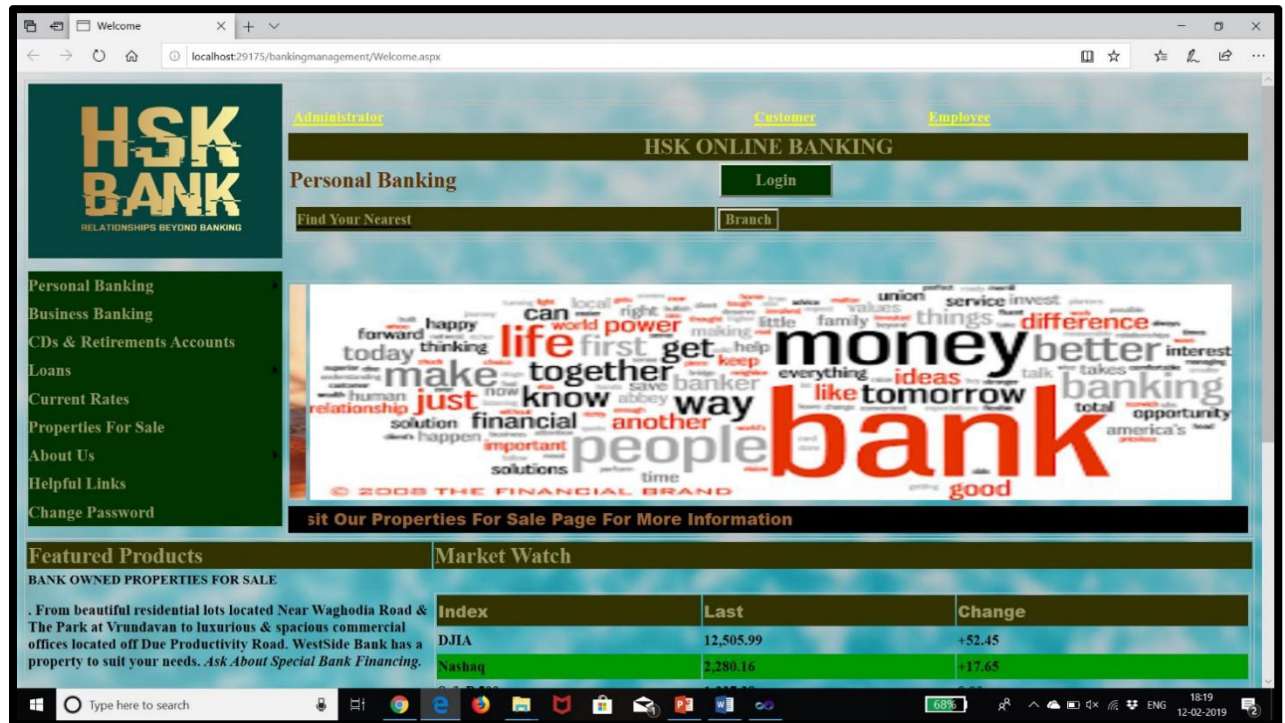 Welcome
localhost:29175/bankingmanagement/Welcome.aspx
HSK
BANK
RELATIONSHIPS BEYOND BANKING
Administrator Customer Employee
HSK ONLINE BANKING
Personal Banking Login
Find Your Nearest Branch
Personal Banking
Business Banking
CDs & Retirements Accounts
Loans
Current Rates
Properties For Sale
About Us
Helpful Links
Change Password
can local right union service invest
forward happy life world power making little family values things difference
today thinking first get help money better interest
make together keep everything ideas talk takes
human just now know save banker like tomorrow banking
relationship abbey way total opportunity
solution financial another bank america's
happen important people
solutions time good
© 2008 THE FINANCIAL BRAND
sit Our Properties For Sale Page For More Information
Featured Products
BANK OWNED PROPERTIES FOR SALE
. From beautiful residential lots located Near Waghodia Road &
The Park at Vrundavan to luxurious & spacious commercial
offices located off Due Productivity Road. WestSide Bank has a
property to suit your needs. Ask About Special Bank Financing.
Market Watch
Index Last Change
DJIA 12,505.99 +52.45
Nashaq 2,280.16 +17.65
Type here to search
68%
ENG
18:19
12-02-2019